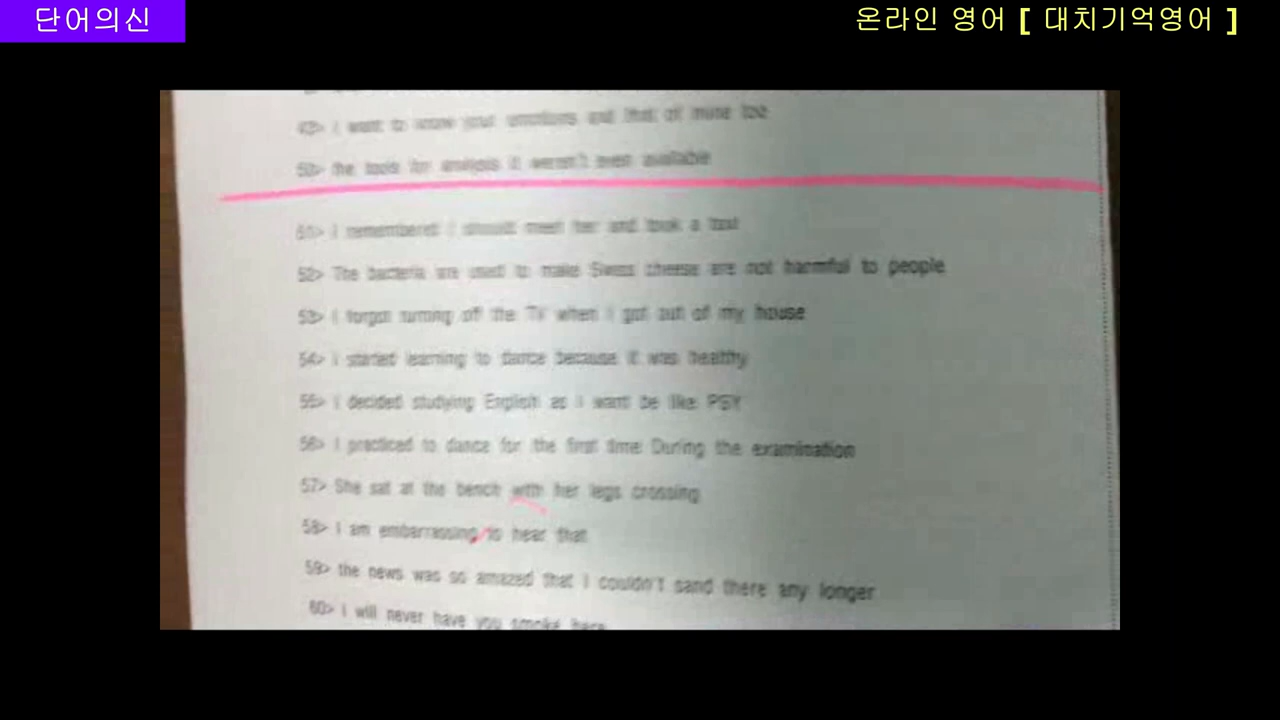 단어의신
온라인 영어 [ 대치기억영어 ]
I want to know your emotions and that of mine too
50> the tools for analysis it weren't even available
51> I remembered I should meet her and took a taxi
52> The bacteria are used to make Swiss cheese are not harmful to people
53> I forgot turning off the TV when I got out of my house
54> I started learning to dance because it was healthy
55> I decided studying English as I want be like PSY
56> I practiced to dance for the first time During the examination
57> She sat at the bench with her legs crossing
58> I am embarrassing to hear that
59> the news was so amazed that I couldn't sand there any longer
60> I will never have you smoke here